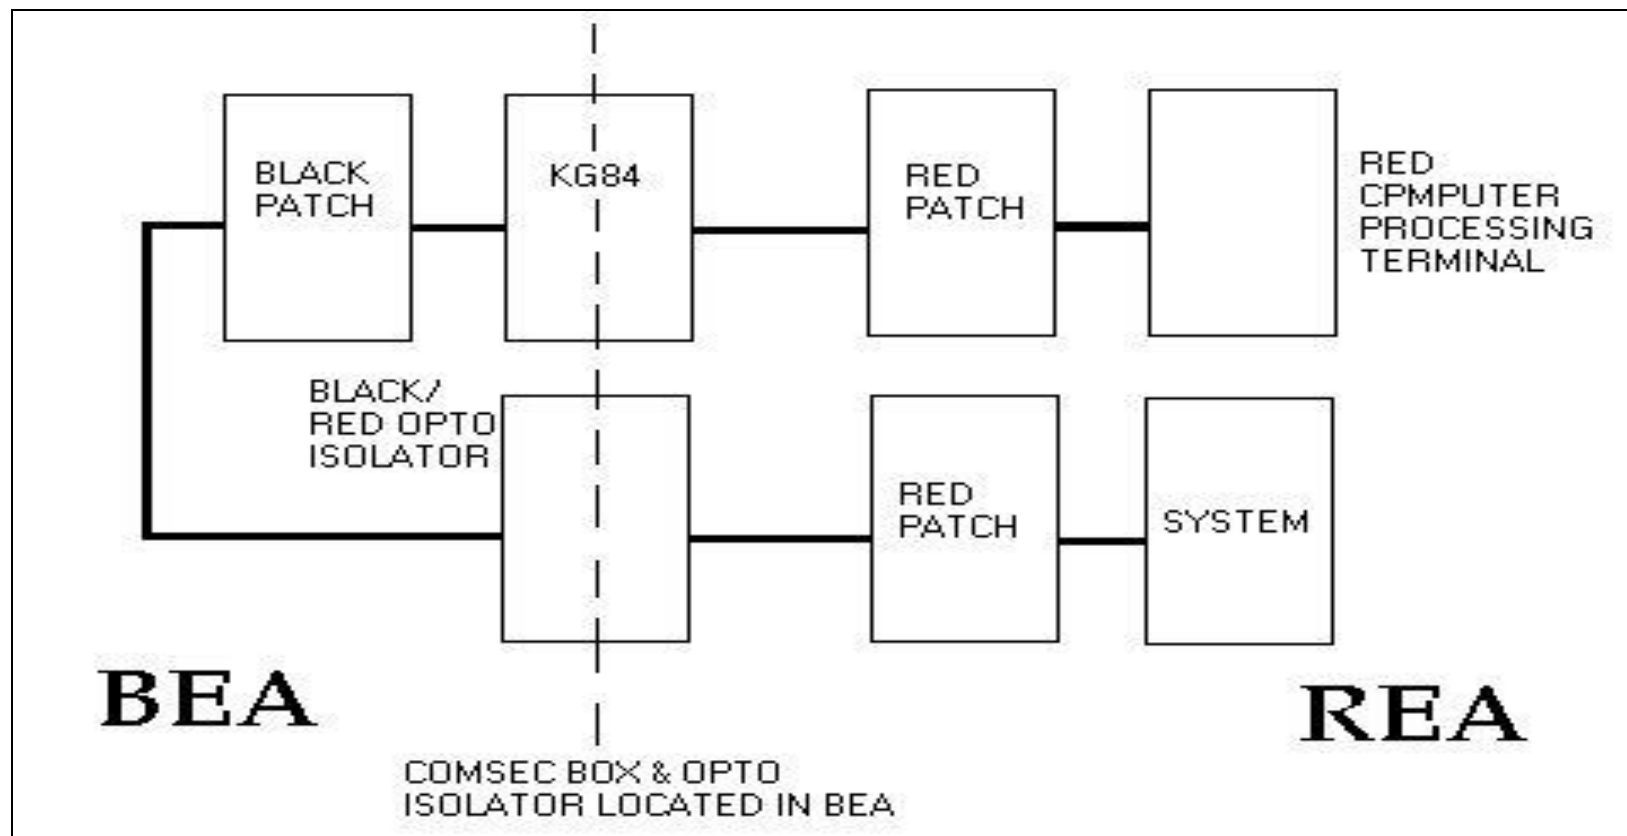 BLACK
PATCH
KG84
RED
PATCH
RED
CPMPUTER
PROCESSING
TERMINAL
BLACK/
RED OPTO
ISOLATOR
RED
PATCH
SYSTEM
BEA
REA
COMSEC BOX & OPTO
ISOLATOR LOCATED IN BEA